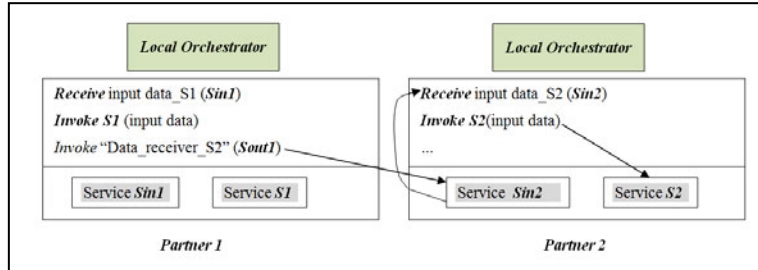 Local Orchestrator
Receive input data_S1 (Sin1)
Invoke S1 (input data)
Invoke “Data_receiver_S2” (Sout1)
Service Sin1
Service S1
Partner 1
Local Orchestrator
Receive input data_S2 (Sin2)
Invoke S2(input data)
...
Service Sin2
Service S2
Partner 2